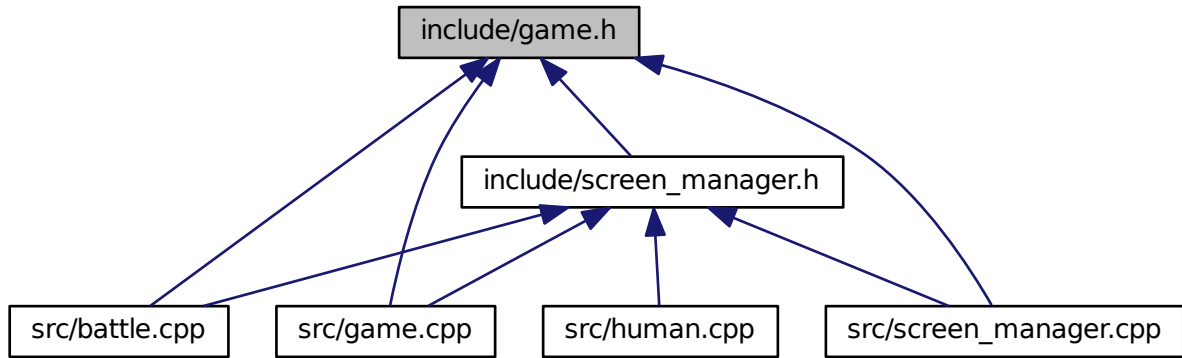 include/game.h
include/screen_manager.h
src/battle.cpp
src/game.cpp
src/human.cpp
src/screen_manager.cpp